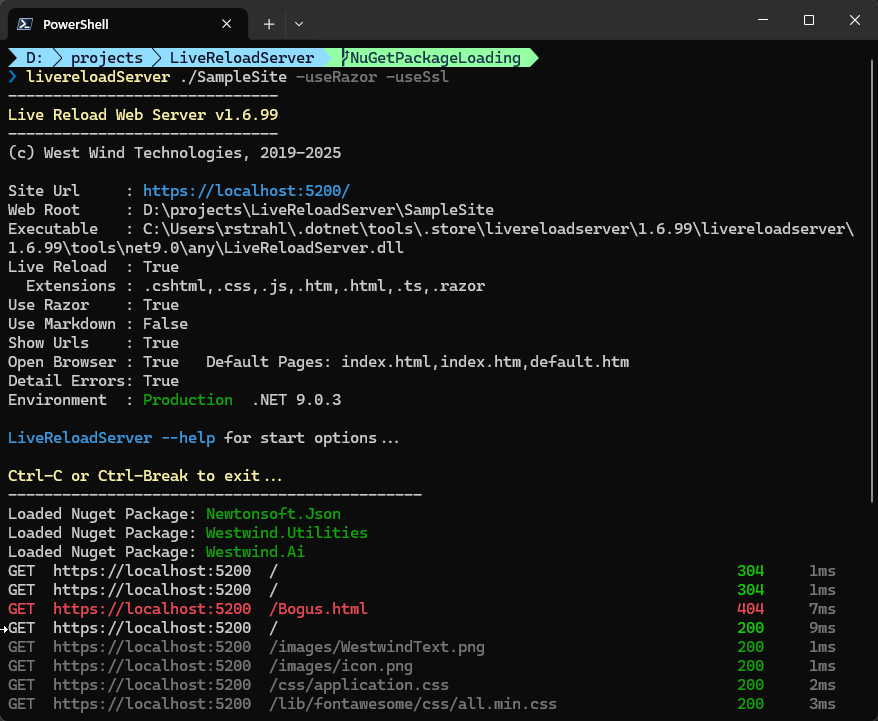 PowerShell
D: projects LiveReloadServer NuGetPackageLoading
livereloadServer ./SampleSite -useRazor -useSsl
------------------------------
Live Reload Web Server v1.6.99
------------------------------
(c) West Wind Technologies, 2019-2025
Site Url     : https://localhost:5200/
Web Root     : D:\projects\LiveReloadServer\SampleSite
Executable   : C:\Users\rstrahl\.dotnet\tools\.store\livereloadserver\1.6.99\livereloadserver\
1.6.99\tools\net9.0\any\LiveReloadServer.dll
Live Reload  : True
  Extensions : .cshtml,.css,.js,.htm,.html,.ts,.razor
Use Razor    : True
Use Markdown : False
Show Urls    : True
Open Browser : True   Default Pages: index.html,index.htm,default.htm
Detail Errors: True
Environment  : Production  .NET 9.0.3
LiveReloadServer --help for start options...
Ctrl-C or Ctrl-Break to exit...
----------------------------------------------
Loaded Nuget Package: Newtonsoft.Json
Loaded Nuget Package: Westwind.Utilities
Loaded Nuget Package: Westwind.Ai
GET  https://localhost:5200  /  304  1ms
GET  https://localhost:5200  /  304  1ms
GET  https://localhost:5200  /Bogus.html  404  7ms
GET  https://localhost:5200  /  200  9ms
GET  https://localhost:5200  /images/WestwindText.png  200  1ms
GET  https://localhost:5200  /images/icon.png  200  1ms
GET  https://localhost:5200  /css/application.css  200  2ms
GET  https://localhost:5200  /lib/fontawesome/css/all.min.css  200  3ms